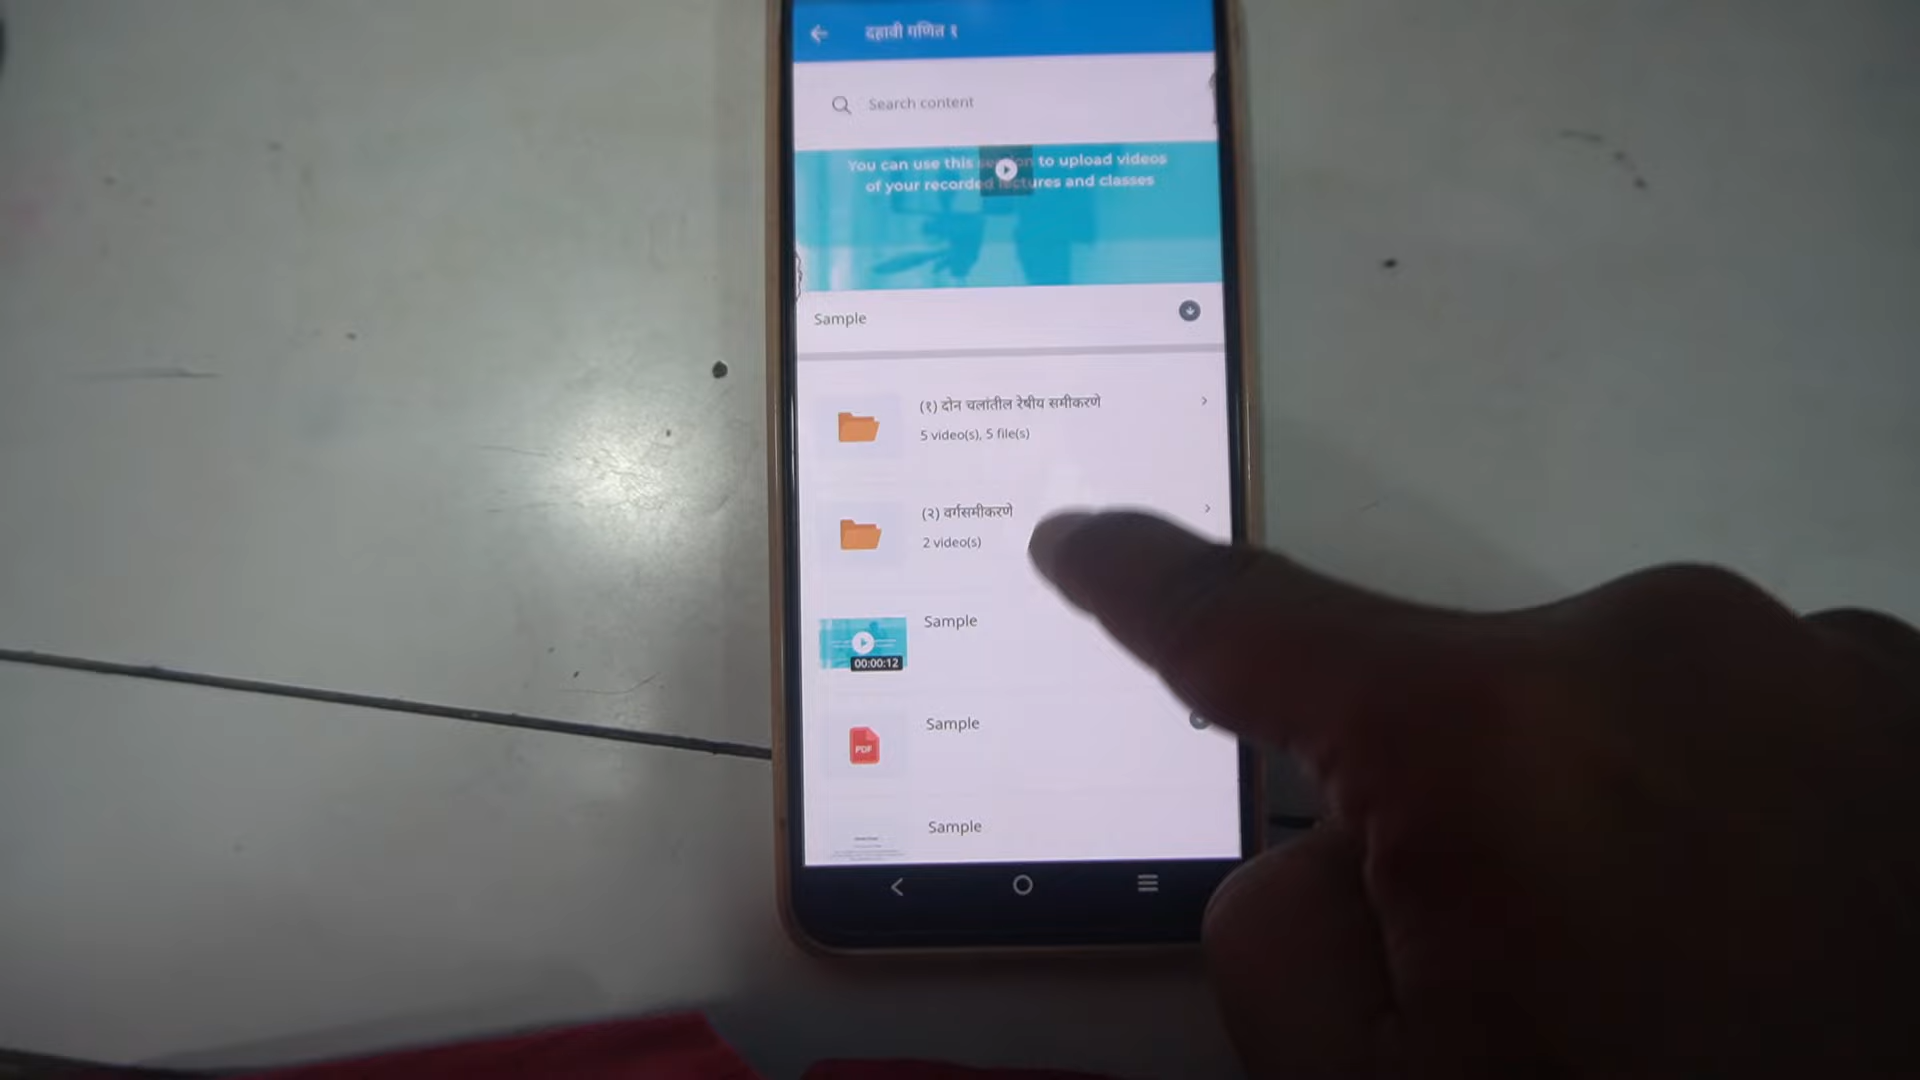 दहावी गणित १
Search content
You can use this to upload videos
of your recorded lectures and classes
Sample
(१) दोन चलांतील रेषीय समीकरणे
5 video(s), 5 file(s)
(२) वर्गसमीकरणे
2 video(s)
Sample
00:00:12
Sample
PDF
Sample